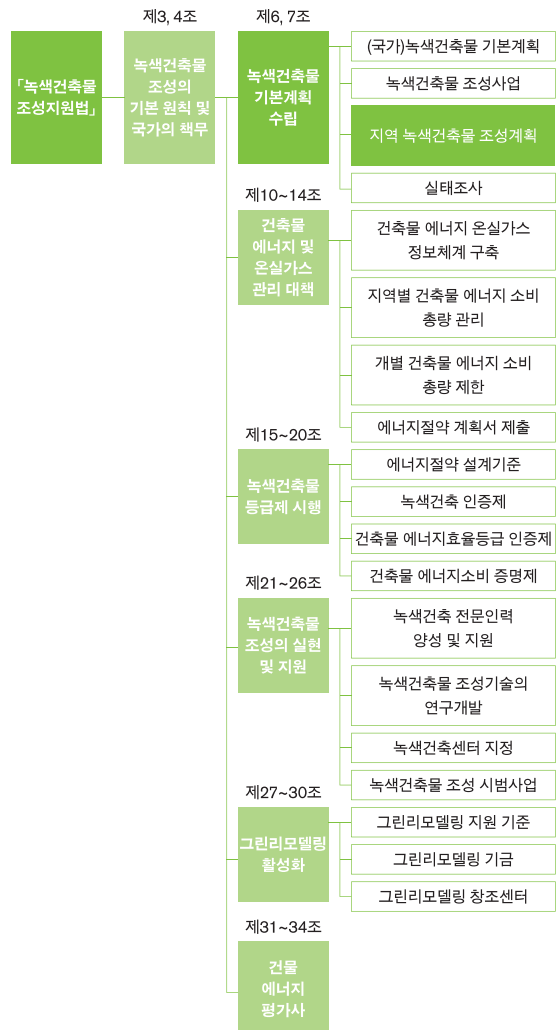 제3, 4조
제6, 7조
「녹색건축물
조성지원법」
녹색건축물
조성의
기본 원칙 및
국가의 책무
녹색건축물
기본계획
수립
(국가)녹색건축물 기본계획
녹색건축물 조성사업
지역 녹색건축물 조성계획
실태조사
제10~14조
건축물
에너지 및
온실가스
관리 대책
건축물 에너지 온실가스
정보체계 구축
지역별 건축물 에너지 소비
총량 관리
개별 건축물 에너지 소비
총량 제한
에너지절약 계획서 제출
제15~20조
녹색건축물
등급제 시행
에너지절약 설계기준
녹색건축 인증제
건축물 에너지효율등급 인증제
건축물 에너지소비 증명제
제21~26조
녹색건축물
조성의 실현
및 지원
녹색건축 전문인력
양성 및 지원
녹색건축물 조성기술의
연구개발
녹색건축센터 지정
녹색건축물 조성 시범사업
제27~30조
그린리모델링
활성화
그린리모델링 지원 기준
그린리모델링 기금
그린리모델링 창조센터
제31~34조
건물
에너지
평가사